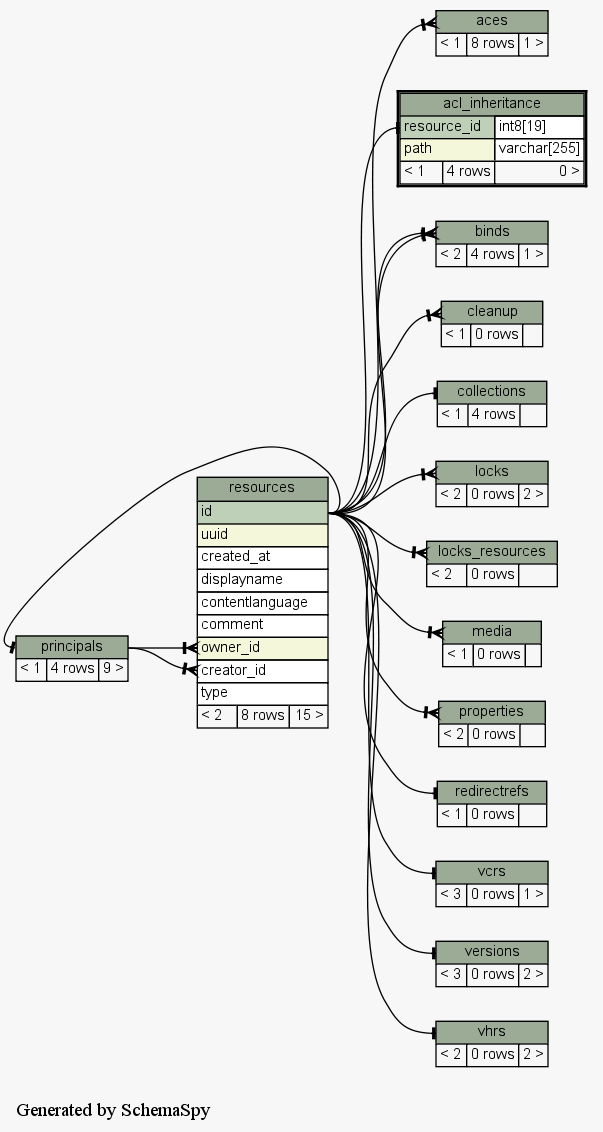 aces
< 1 8 rows 1 >
acl_inheritance
resource_id int8[19]
path varchar[255]
< 1 4 rows 0 >
binds
< 2 4 rows 1 >
cleanup
< 1 0 rows
collections
< 1 4 rows
locks
< 2 0 rows 2 >
resources
id
uuid
created_at
displayname
contentlanguage
comment
owner_id
creator_id
type
< 2 8 rows 15 >
locks_resources
< 2 0 rows
principals
< 1 4 rows 9 >
media
< 1 0 rows
properties
< 2 0 rows
redirectrefs
< 1 0 rows
vcrs
< 3 0 rows 1 >
versions
< 3 0 rows 2 >
vhrs
< 2 0 rows 2 >
Generated by SchemaSpy